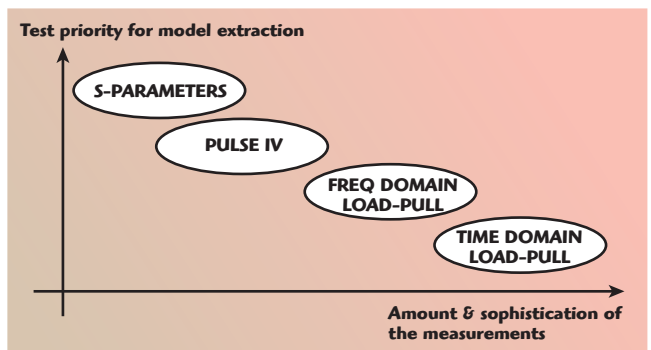 Test priority for model extraction
S-PARAMETERS
PULSE IV
FREQ DOMAIN
LOAD-PULL
TIME DOMAIN
LOAD-PULL
Amount & sophistication of
the measurements